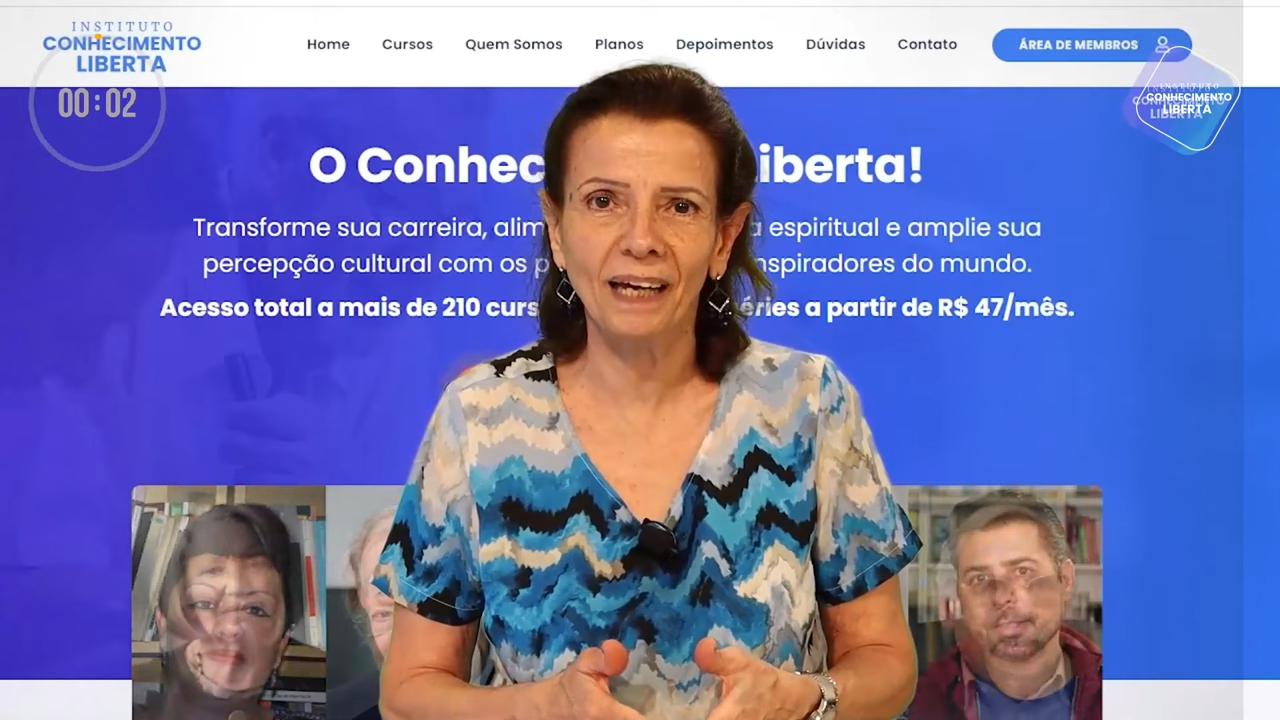 INSTITUTO
CONHECIMENTO
LIBERTA
00:02
Home Cursos Quem Somos Planos Depoimentos Dúvidas Contato ÁREA DE MEMBROS
INSTITUTO
CONHECIMENTO
LIBERTA
O Conhec iberta!
Transforme sua carreira, alim a espiritual e amplie sua
percepção cultural com os p nspiradores do mundo.
Acesso total a mais de 210 curs éries a partir de R$ 47/mês.